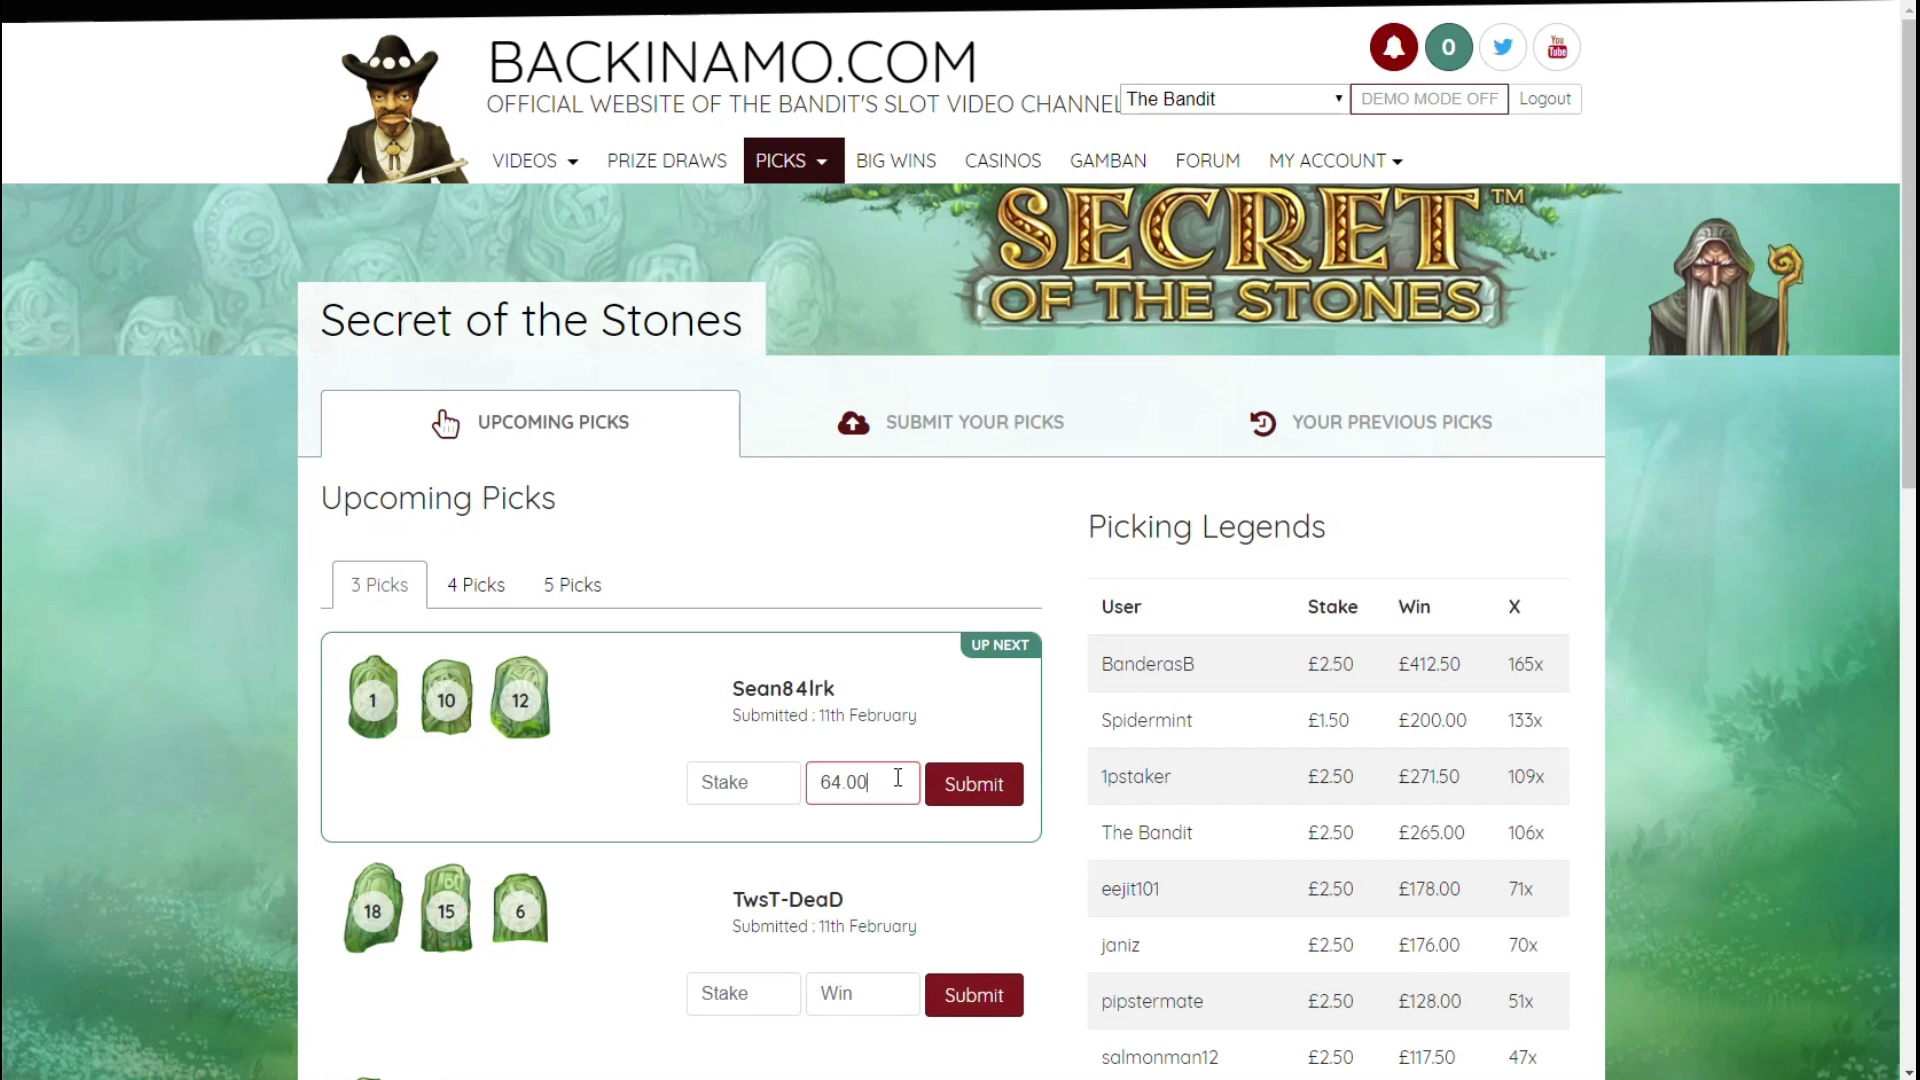 BACKINAMO.COM
OFFICIAL WEBSITE OF THE BANDIT'S SLOT VIDEO CHANNEL
0
You
Tube
The Bandit
DEMO MODE OFF
Logout
VIDEOS
PRIZE DRAWS
PICKS
BIG WINS
CASINOS
GAMBAN
FORUM
MY ACCOUNT
SECRET™
OF THE STONES
Secret of the Stones
UPCOMING PICKS
SUBMIT YOUR PICKS
YOUR PREVIOUS PICKS
Upcoming Picks
3 Picks
4 Picks
5 Picks
UP NEXT
1 10 12
Sean84lrk
Submitted : 11th February
Stake 64.00 Submit
18 15 6
TwsT-DeaD
Submitted : 11th February
Stake Win Submit
Picking Legends
User Stake Win X
BanderasB £2.50 £412.50 165x
Spidermint £1.50 £200.00 133x
1pstaker £2.50 £271.50 109x
The Bandit £2.50 £265.00 106x
eejit101 £2.50 £178.00 71x
janiz £2.50 £176.00 70x
pipstermate £2.50 £128.00 51x
salmonman12 £2.50 £117.50 47x